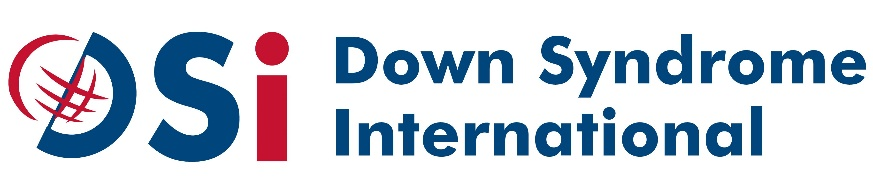 DSi
Down Syndrome
International